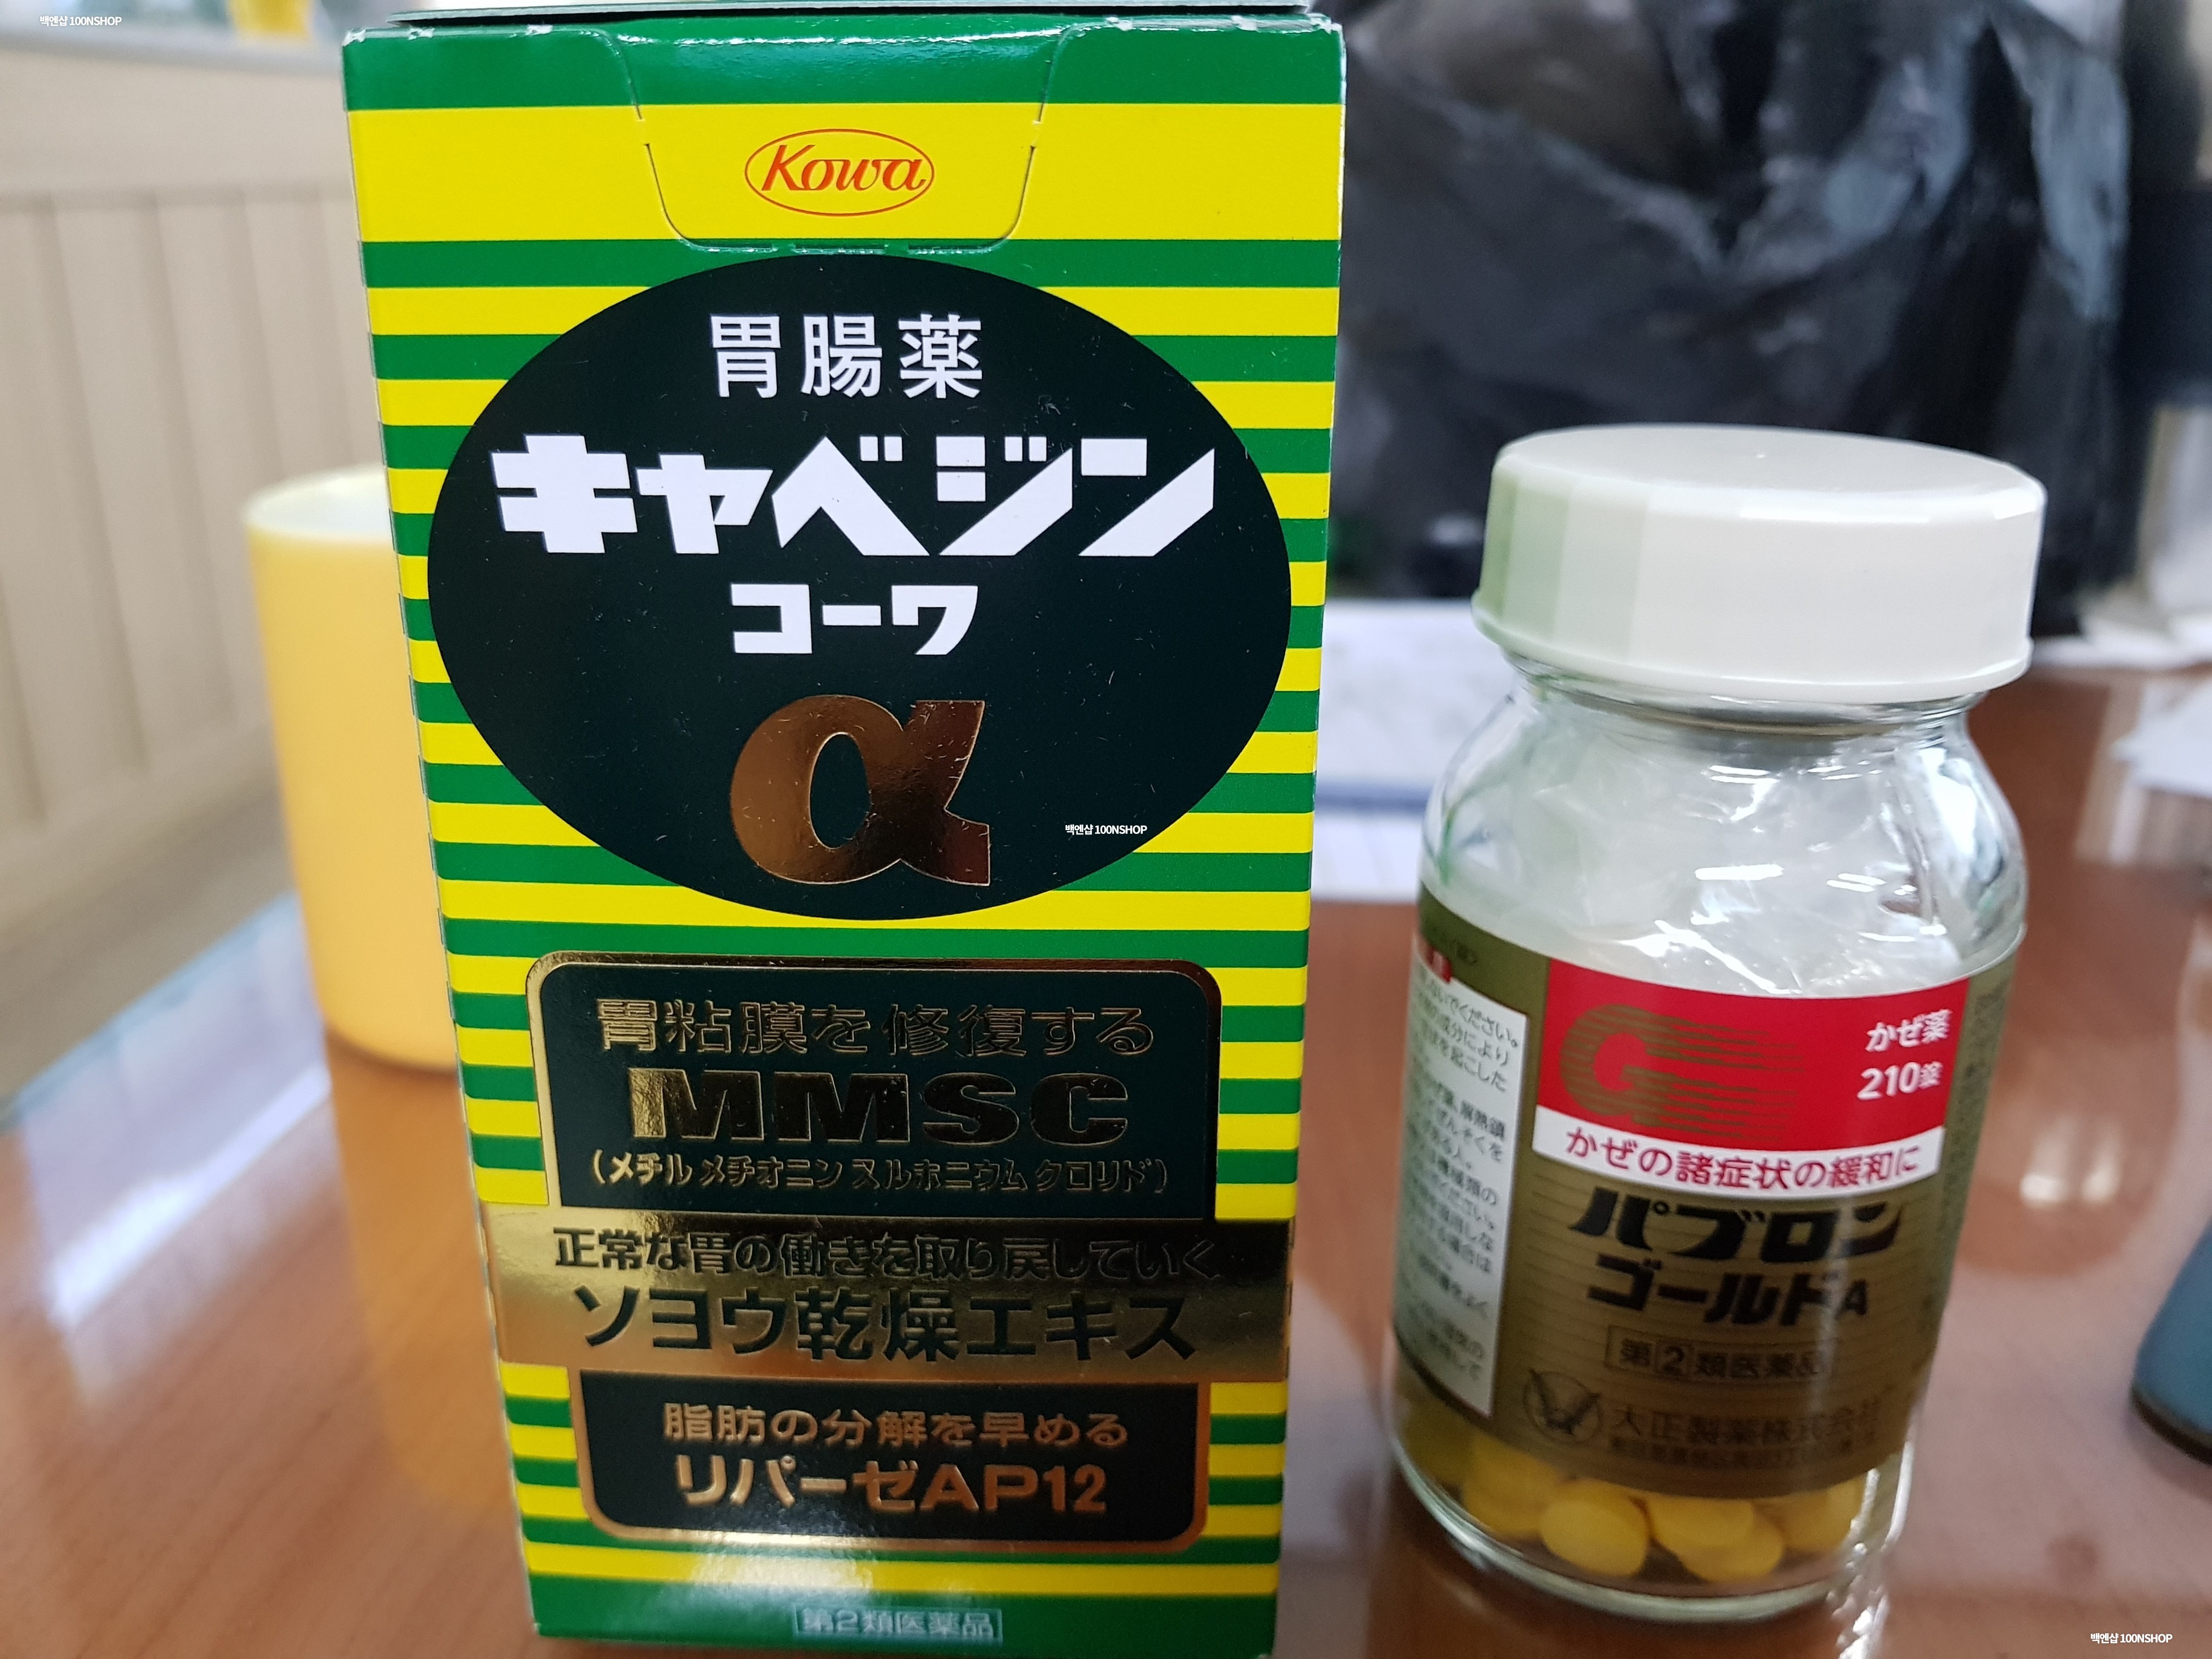 백엔샵 100NSHOP
Kowa
胃腸薬
キャベジン
コーワ
α
백엔샵 100NSHOP
胃粘膜を修復する
MMSC
(メチルメチオニンスルホニウムクロリド)
正常な胃の働きを取り戻していく
ソヨウ乾燥エキス
脂肪の分解を早める
リパーゼAP12
第2類医薬品
G
かぜ薬
210錠
かぜの諸症状の緩和に
パブロン
ゴールドA
第②類医薬品
大正製薬株式会社
백엔샵 100NSHOP